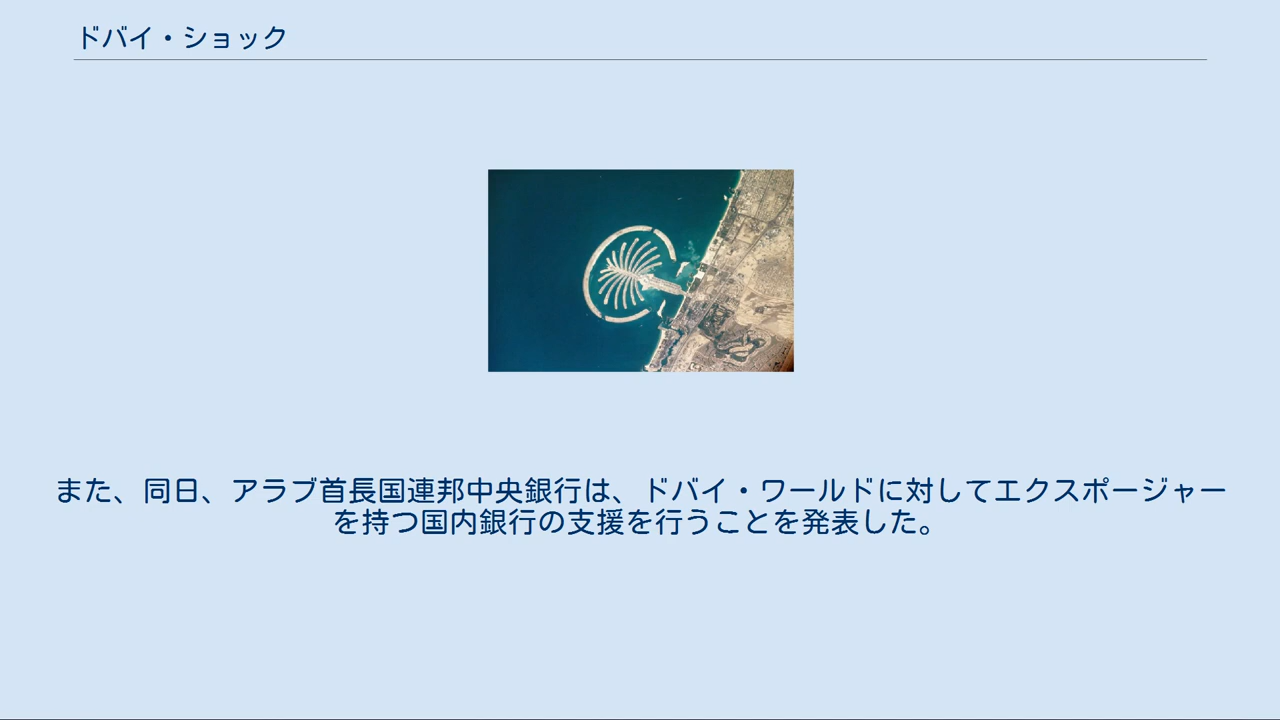 ドバイ・ショック
また、同日、アラブ首長国連邦中央銀行は、ドバイ・ワールドに対してエクスポージャー
を持つ国内銀行の支援を行うことを発表した。